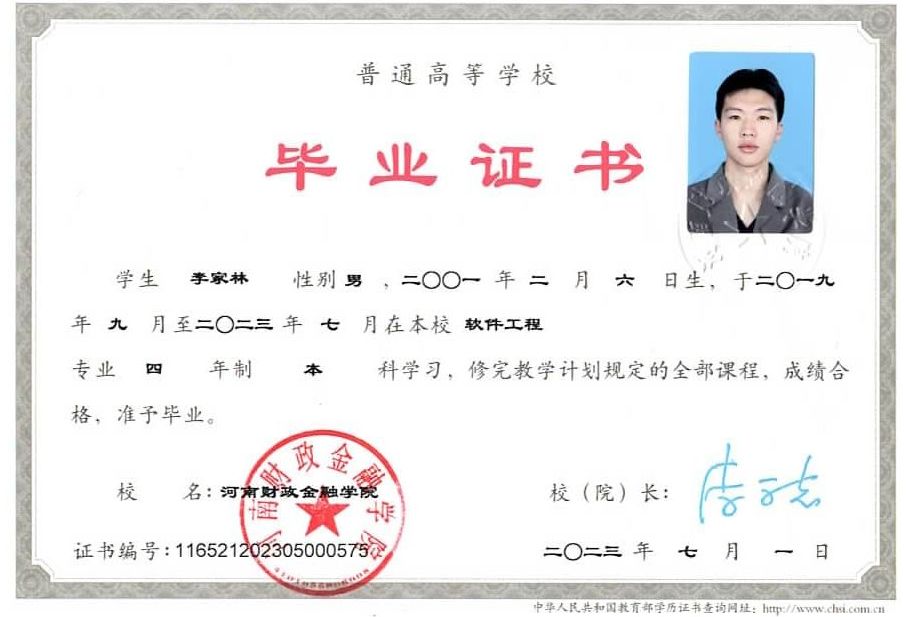 普通高等学校
毕业证书
学生 李家林 性别 男 ，二〇〇一 年 二 月 六 日生，于二〇一九
年 九 月至二〇二三 年 七 月在本校 软件工程
专业 四 年制 本 科学习，修完教学计划规定的全部课程，成绩合
格，准予毕业。
河南财政金融学院
校 名：河南财政金融学院 校（院）长：
证书编号：116521202305000575 二〇二三 年 七 月 一 日
中华人民共和国教育部学历证书查询网址：http://www.chsi.com.cn